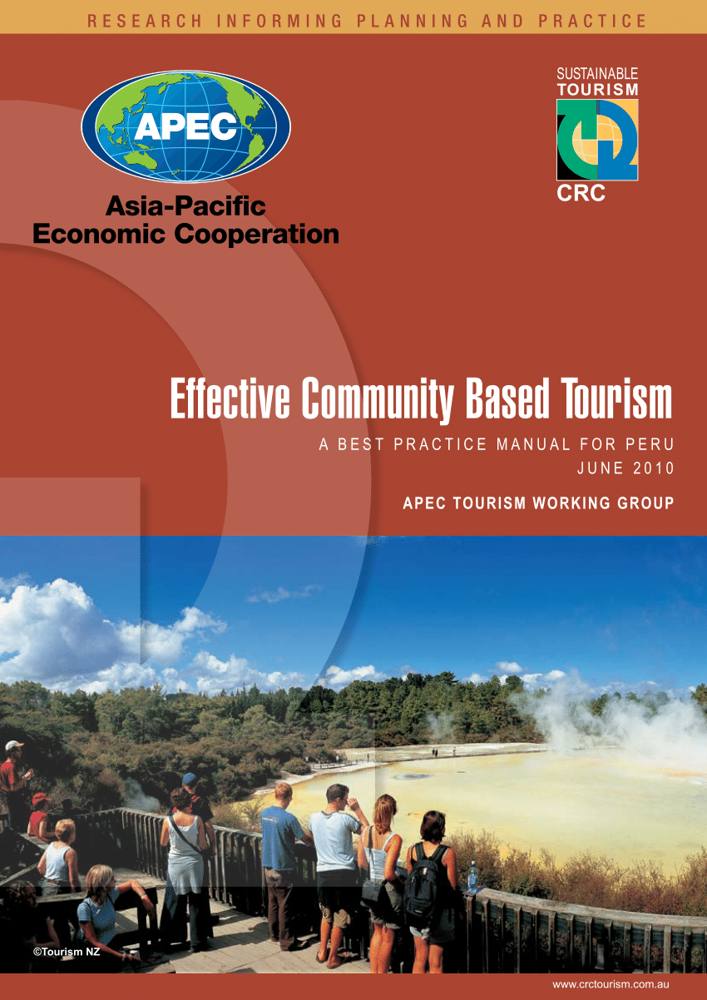 RESEARCH INFORMING PLANNING AND PRACTICE
APEC
Asia-Pacific
Economic Cooperation
SUSTAINABLE
TOURISM
CRC
Effective Community Based Tourism
A BEST PRACTICE MANUAL FOR PERU
JUNE 2010
APEC TOURISM WORKING GROUP
©Tourism NZ
www.crctourism.com.au